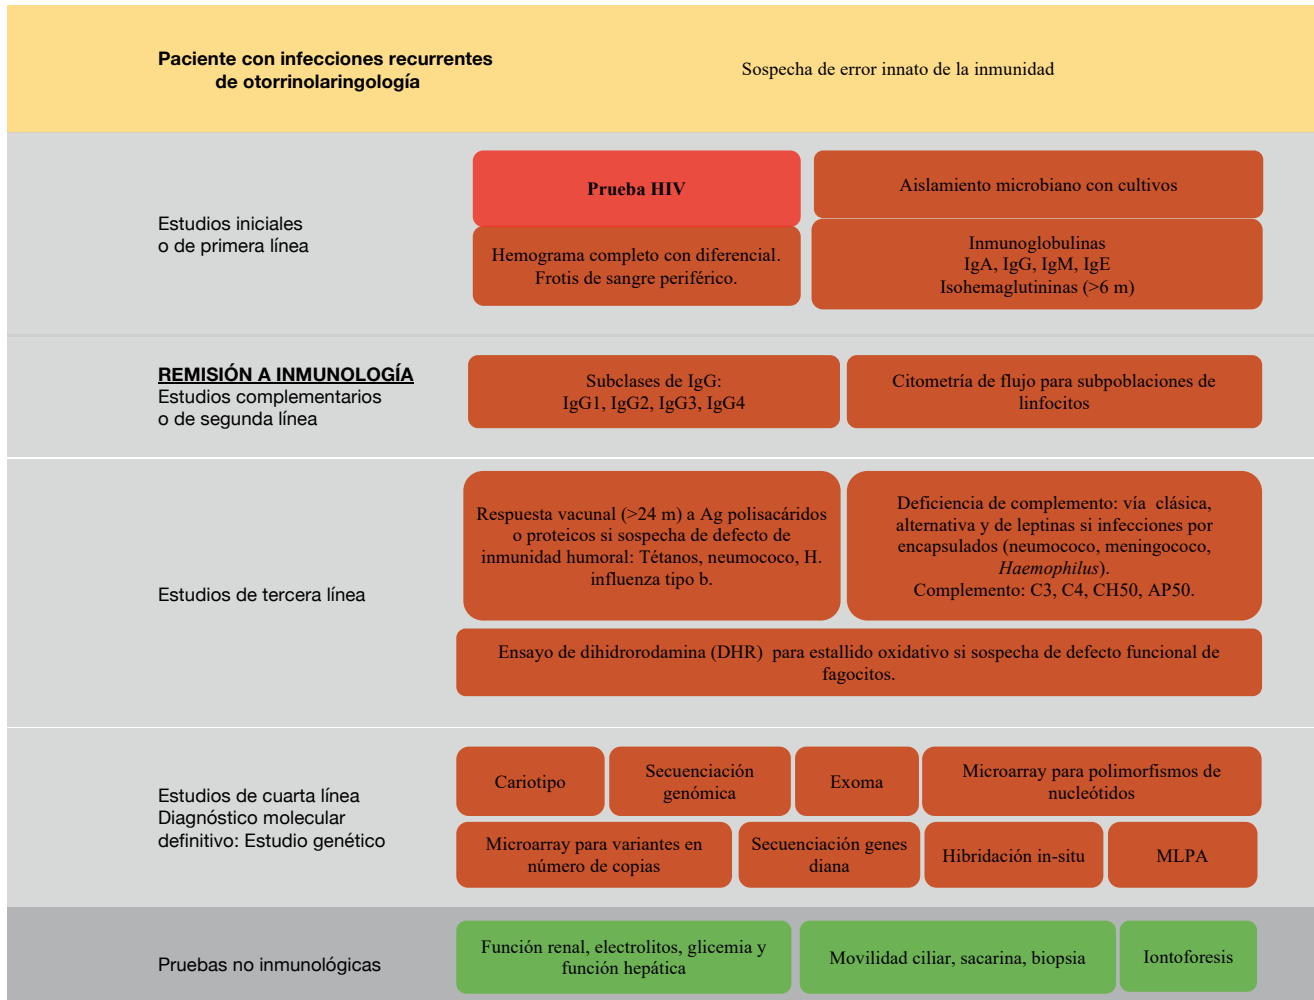 Paciente con infecciones recurrentes
de otorrinolaringología
Sospecha de error innato de la inmunidad
Estudios iniciales
o de primera línea
Prueba HIV
Aislamiento microbiano con cultivos
Hemograma completo con diferencial.
Frotis de sangre periférico.
Inmunoglobulinas
IgA, IgG, IgM, IgE
Isohemaglutininas (>6 m)
REMISIÓN A INMUNOLOGÍA
Estudios complementarios
o de segunda línea
Subclases de IgG:
IgG1, IgG2, IgG3, IgG4
Citometría de flujo para subpoblaciones de
linfocitos
Estudios de tercera línea
Respuesta vacunal (>24 m) a Ag polisacáridos
o proteicos si sospecha de defecto de
inmunidad humoral: Tétanos, neumococo, H.
influenza tipo b.
Deficiencia de complemento: vía clásica,
alternativa y de leptinas si infecciones por
encapsulados (neumococo, meningococo,
Haemophilus).
Complemento: C3, C4, CH50, AP50.
Ensayo de dihidrorodamina (DHR) para estallido oxidativo si sospecha de defecto funcional de
fagocitos.
Estudios de cuarta línea
Diagnóstico molecular
definitivo: Estudio genético
Cariotipo
Secuenciación
genómica
Exoma
Microarray para polimorfismos de
nucleótidos
Microarray para variantes en
número de copias
Secuenciación genes
diana
Hibridación in-situ
MLPA
Pruebas no inmunológicas
Función renal, electrolitos, glicemia y
función hepática
Movilidad ciliar, sacarina, biopsia
Iontoforesis